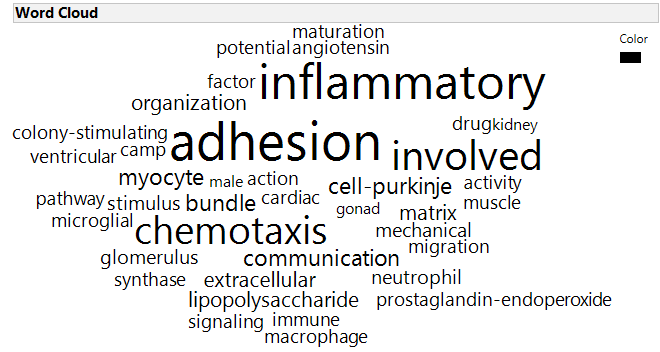 Word Cloud
maturation
Color
potential angiotensin
factor inflammatory
organization
colony-stimulating adhesion drug kidney
ventricular camp involved
myocyte male action cell-purkinje activity
pathway stimulus bundle cardiac gonad matrix muscle
microglial chemotaxis mechanical
migration
glomerulus communication
synthase extracellular neutrophil
lipopolysaccharide prostaglandin-endoperoxide
signaling immune
macrophage